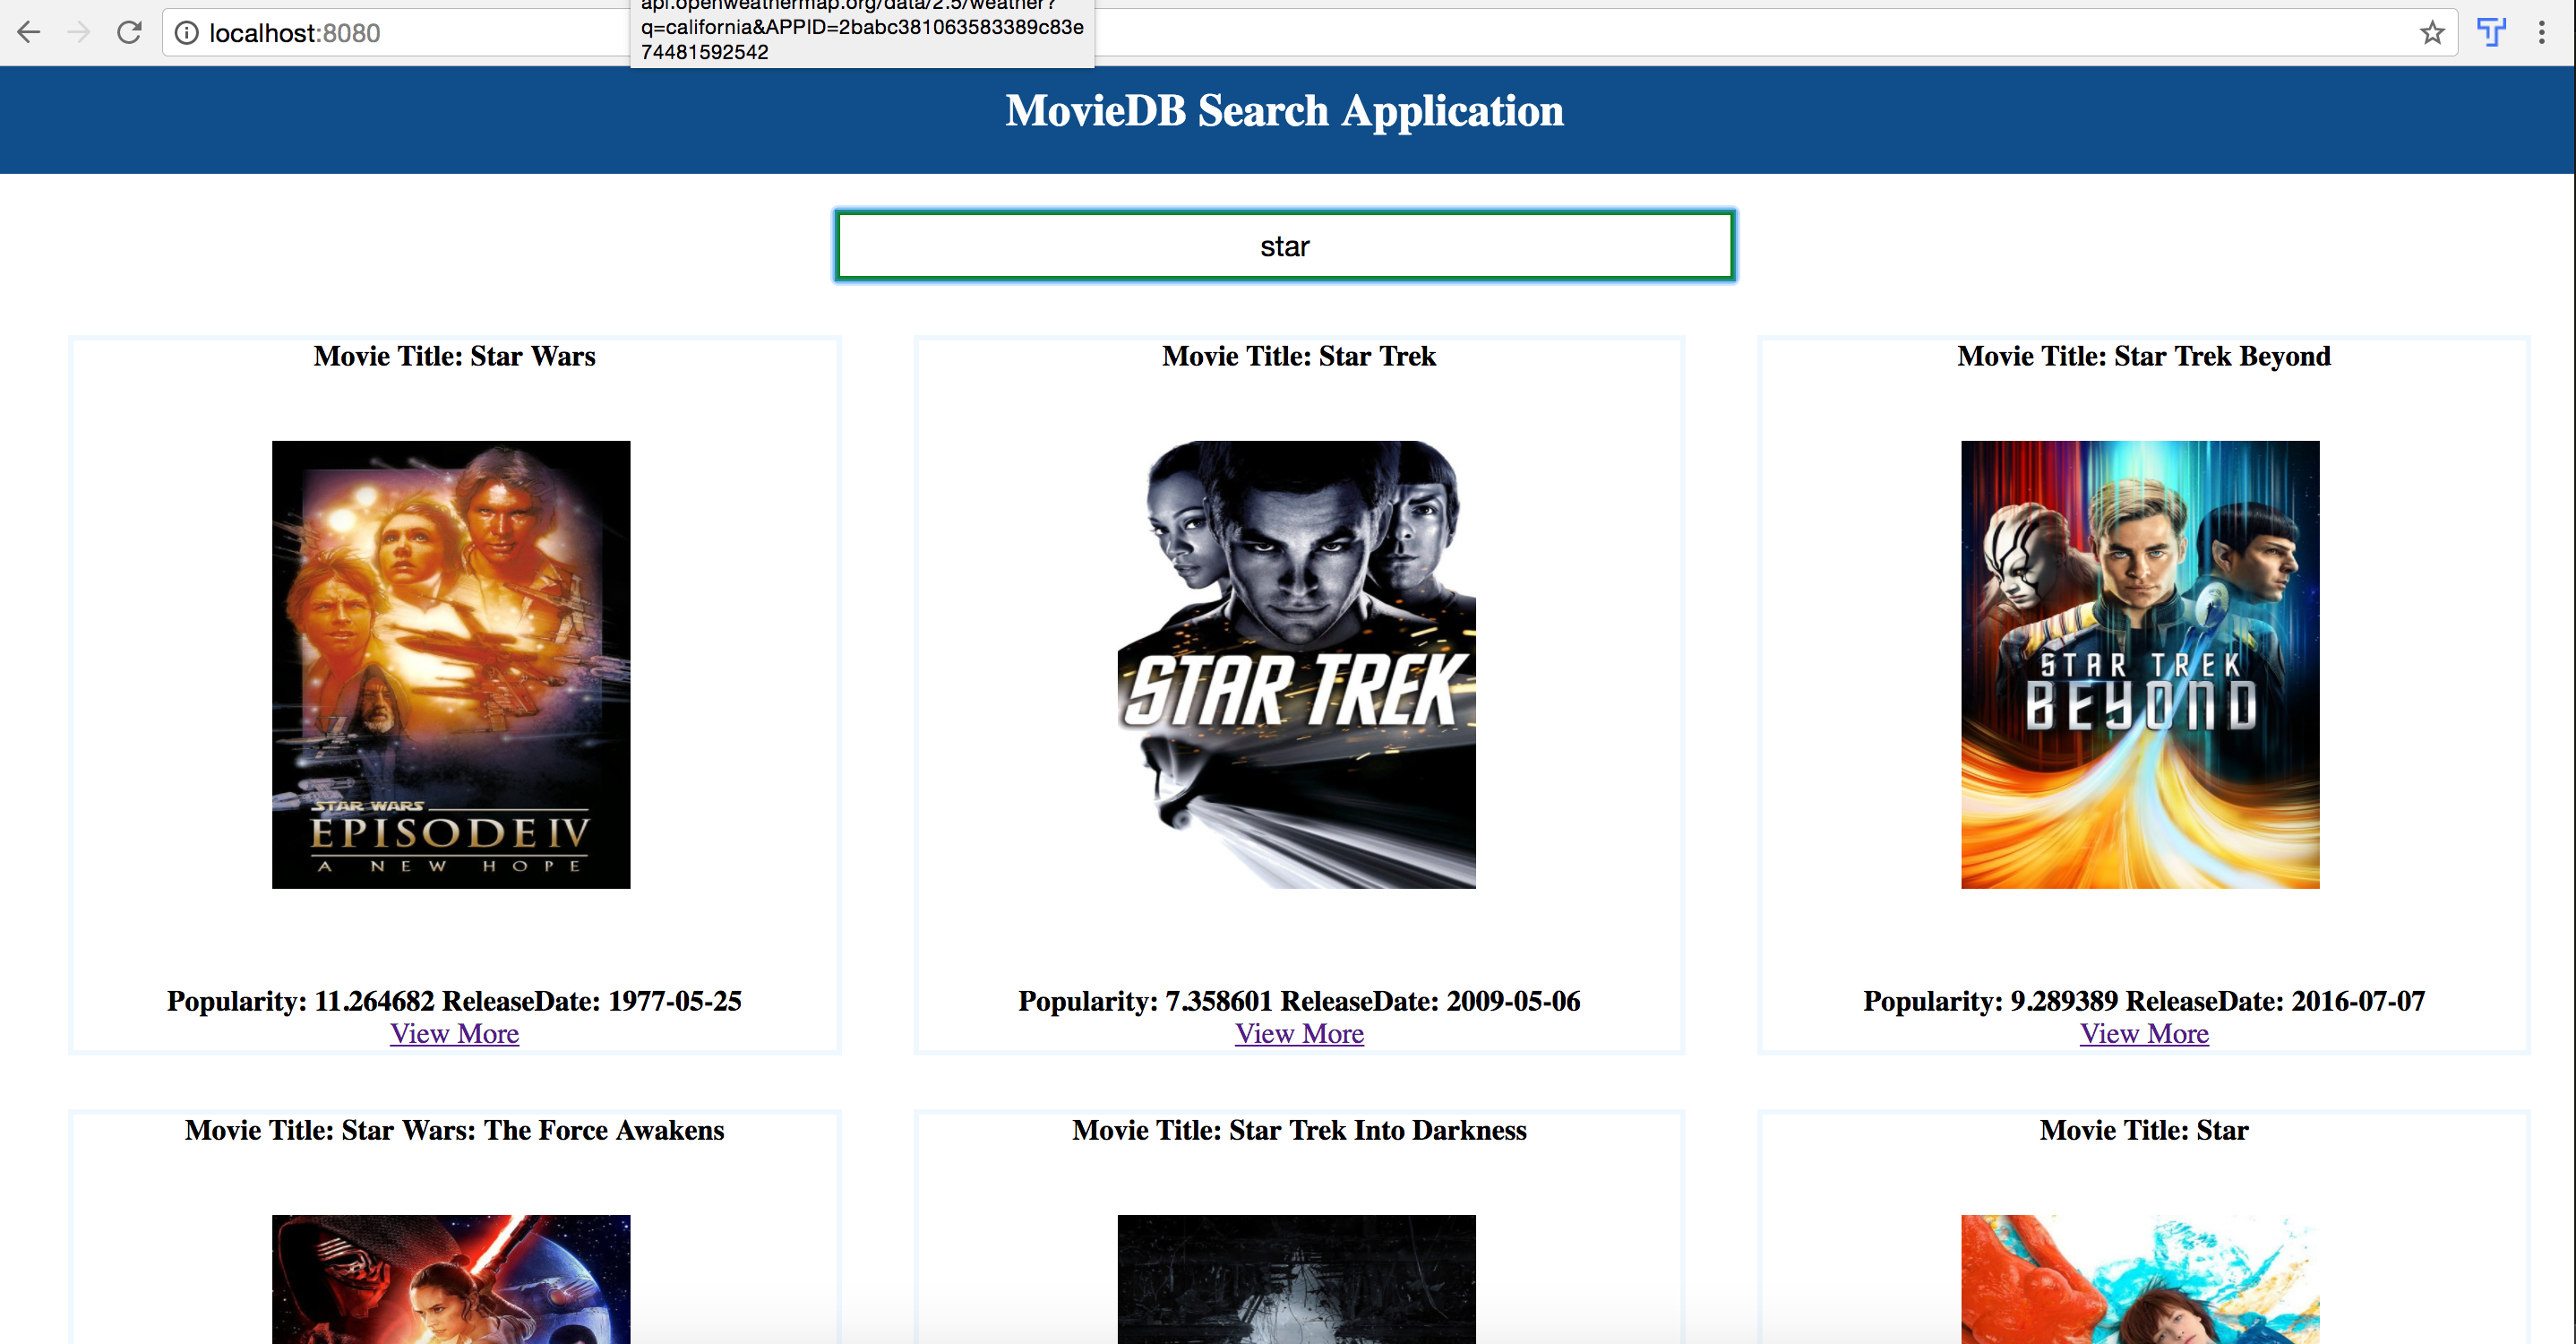 api.openweathermap.org/data/2.5/weather?
q=california&APPID=2babc381063583389c83e
74481592542
localhost:8080
MovieDB Search Application
star
Movie Title: Star Wars
Movie Title: Star Trek
Movie Title: Star Trek Beyond
STAR WARS
EPISODE IV
A NEW HOPE
STAR TREK
STAR TREK
BEYOND
Popularity: 11.264682 ReleaseDate: 1977-05-25
View More
Popularity: 7.358601 ReleaseDate: 2009-05-06
View More
Popularity: 9.289389 ReleaseDate: 2016-07-07
View More
Movie Title: Star Wars: The Force Awakens
Movie Title: Star Trek Into Darkness
Movie Title: Star